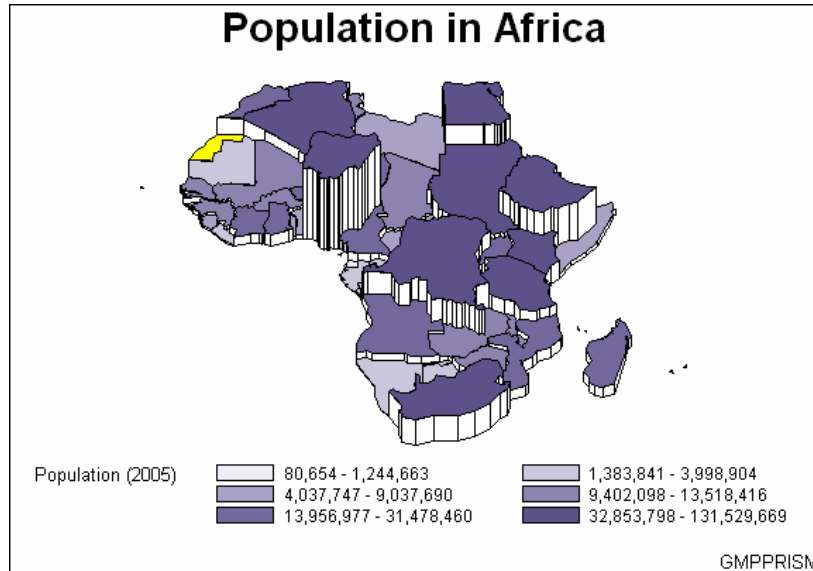 Population in Africa
Population (2005) 80,654 - 1,244,663 1,383,841 - 3,998,904
4,037,747 - 9,037,690 9,402,098 - 13,518,416
13,956,977 - 31,478,460 32,853,798 - 131,529,669
GMPPRISM